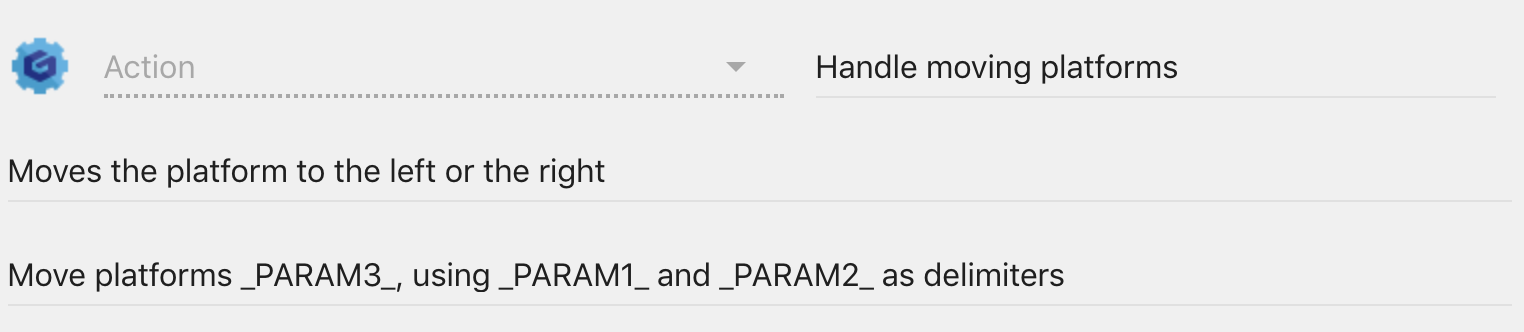 Action
Handle moving platforms
Moves the platform to the left or the right
Move platforms _PARAM3_, using _PARAM1_ and _PARAM2_ as delimiters